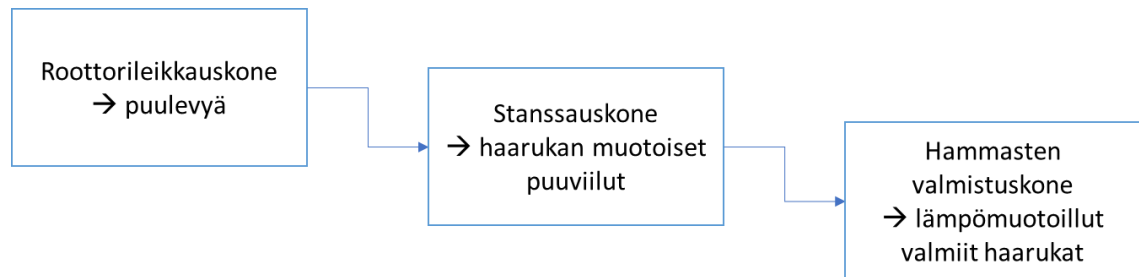 Roottorileikkauskone
→ puulevyä
Stanssauskone
→ haarukan muotoiset
puuviilut
Hammasten
valmistuskone
→ lämpömuotoillut
valmiit haarukat